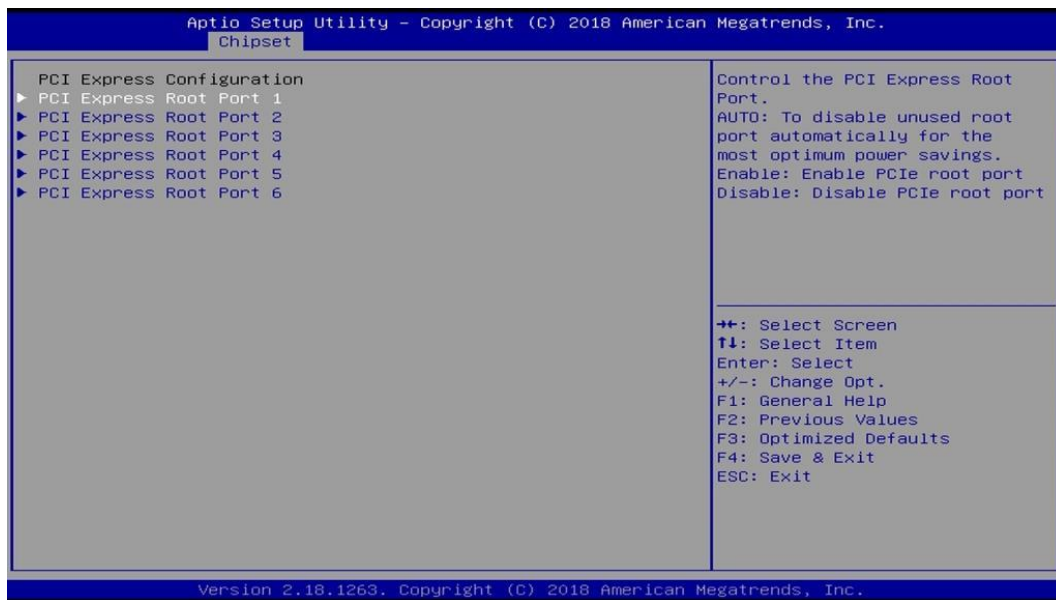 Aptio Setup Utility – Copyright (C) 2018 American Megatrends, Inc.
Chipset
PCI Express Configuration
► PCI Express Root Port 1
► PCI Express Root Port 2
► PCI Express Root Port 3
► PCI Express Root Port 4
► PCI Express Root Port 5
► PCI Express Root Port 6
Control the PCI Express Root
Port.
AUTO: To disable unused root
port automatically for the
most optimum power savings.
Enable: Enable PCIe root port
Disable: Disable PCIe root port
→←: Select Screen
↑↓: Select Item
Enter: Select
+/-: Change Opt.
F1: General Help
F2: Previous Values
F3: Optimized Defaults
F4: Save & Exit
ESC: Exit
Version 2.18.1263. Copyright (C) 2018 American Megatrends, Inc.